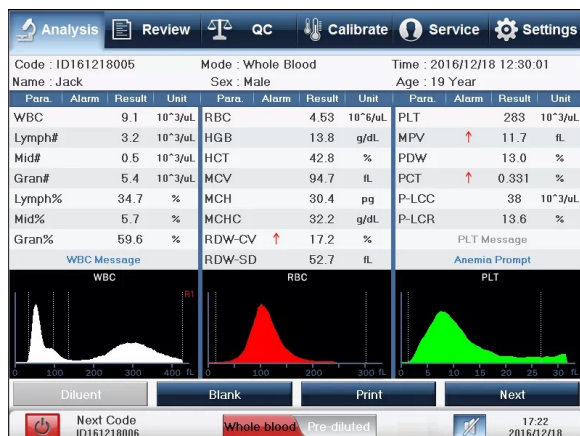 Analysis Review QC Calibrate Service Settings
Code : ID161218005 Mode : Whole Blood Time : 2016/12/18 12:30:01
Name : Jack Sex : Male Age : 19 Year
Para. Alarm Result Unit Para. Alarm Result Unit Para. Alarm Result Unit
WBC 9.1 10^3/uL RBC 4.53 10^6/uL PLT 283 10^3/uL
Lymph# 3.2 10^3/uL HGB 13.8 g/dL MPV ↑ 11.7 fL
Mid# 0.5 10^3/uL HCT 42.8 % PDW 13.0 %
Gran# 5.4 10^3/uL MCV 94.7 fL PCT ↑ 0.331 %
Lymph% 34.7 % MCH 30.4 pg P-LCC 38 10^3/uL
Mid% 5.7 % MCHC 32.2 g/dL P-LCR 13.6 %
Gran% 59.6 % RDW-CV ↑ 17.2 % PLT Message
WBC Message RDW-SD 52.7 fL Anemia Prompt
WBC RBC PLT
R1
0 100 200 300 400 fL 0 100 200 300 fL 0 5 10 15 20 25 30 fL
Diluent Blank Print Next
Next Code Whole blood Pre-diluted 17:22
ID161218006 2016/12/18